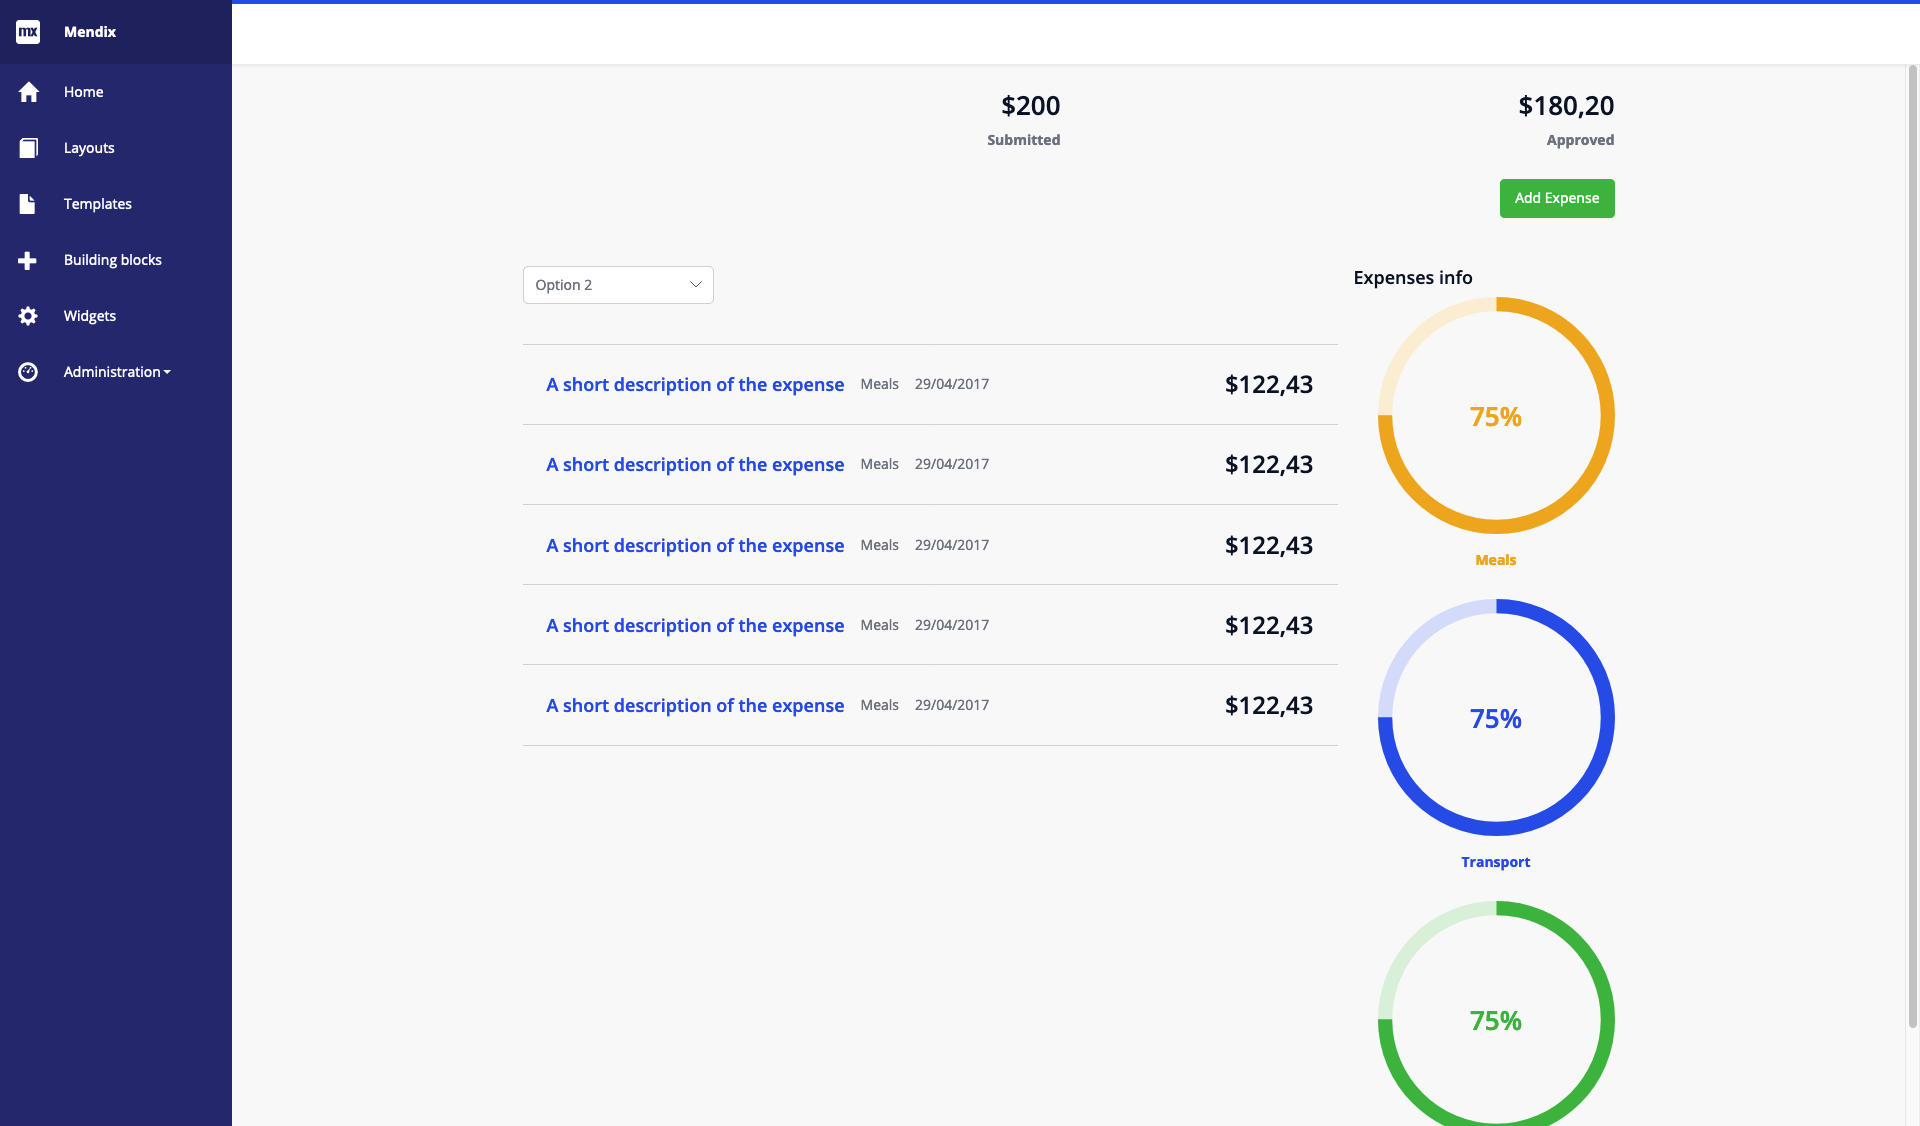 mx Mendix
Home
Layouts
Templates
Building blocks
Widgets
Administration
$200
Submitted
$180,20
Approved
Add Expense
Option 2
A short description of the expense Meals 29/04/2017 $122,43
A short description of the expense Meals 29/04/2017 $122,43
A short description of the expense Meals 29/04/2017 $122,43
A short description of the expense Meals 29/04/2017 $122,43
A short description of the expense Meals 29/04/2017 $122,43
Expenses info
75%
Meals
75%
Transport
75%